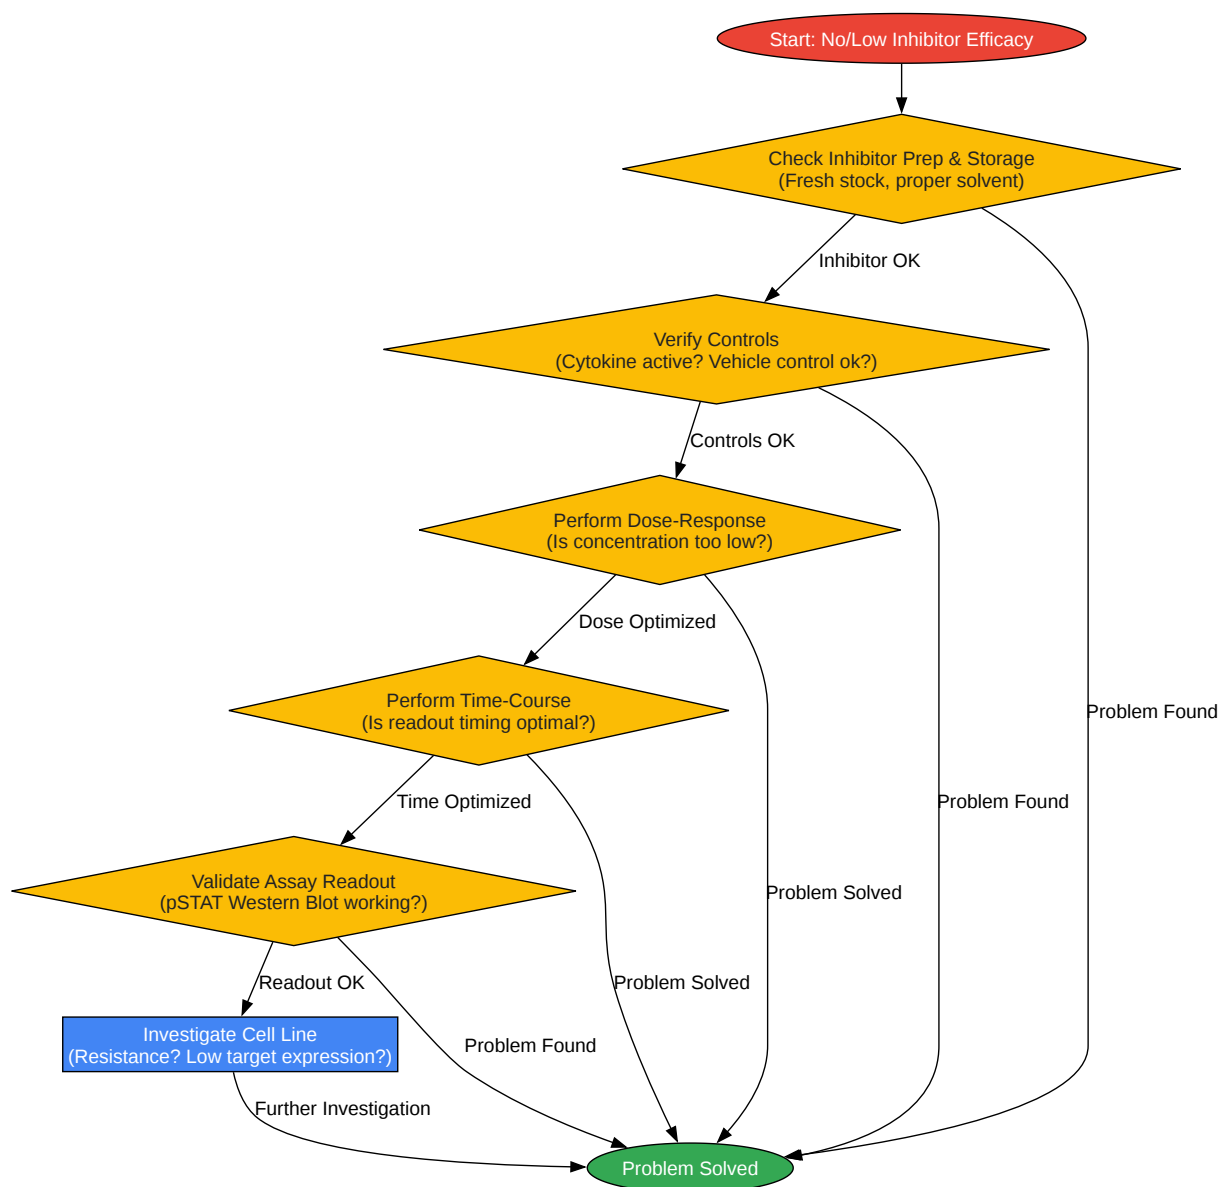 Start: No/Low Inhibitor Efficacy
Check Inhibitor Prep & Storage
(Fresh stock, proper solvent)
Inhibitor OK
Verify Controls
(Cytokine active? Vehicle control ok?)
Controls OK
Perform Dose-Response
(Is concentration too low?)
Dose Optimized
Perform Time-Course
(Is readout timing optimal?)
Problem Found
Time Optimized
Problem Found
Validate Assay Readout
(pSTAT Western Blot working?)
Problem Solved
Readout OK
Problem Solved
Investigate Cell Line
(Resistance? Low target expression?)
Problem Found
Further Investigation
Problem Solved